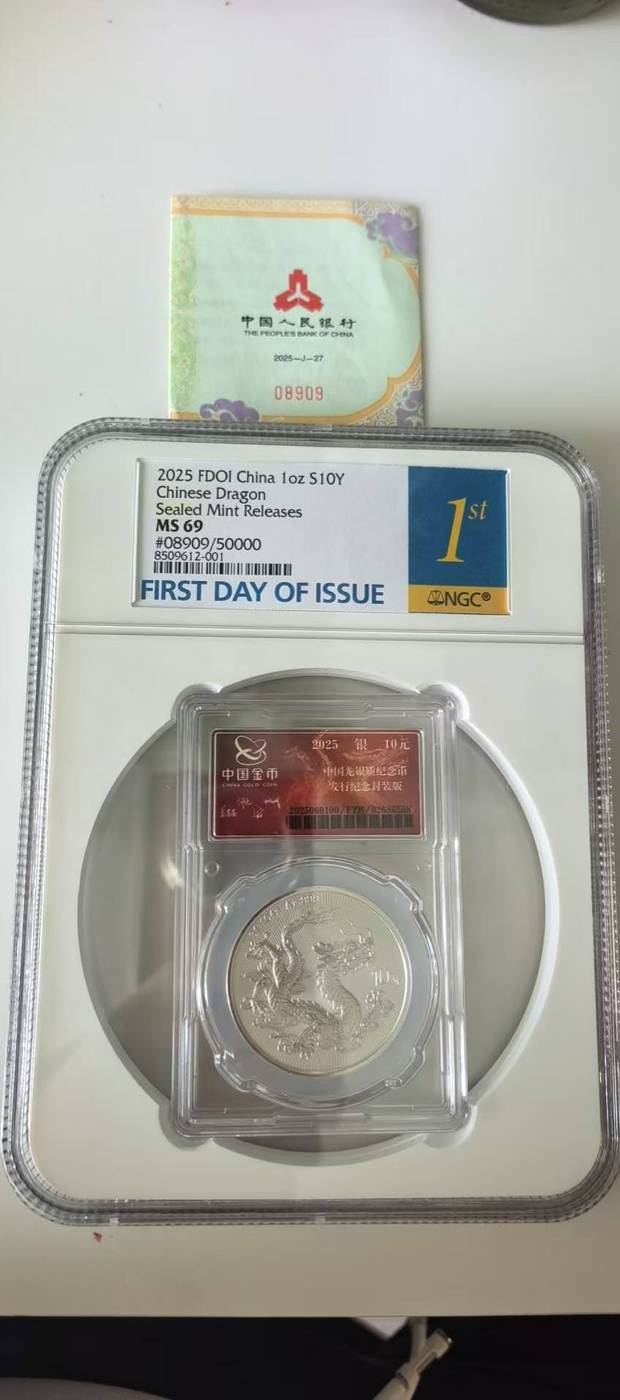 中国人民银行
THE PEOPLE'S BANK OF CHINA
2025—J—27
08909
2025 FDOI China 1oz S10Y
Chinese Dragon
Sealed Mint Releases
MS 69
#08909/50000
8509612-001
FIRST DAY OF ISSUE
1st
NGC®
中国金币
CHINA GOLD COIN
2025 银 10元
中国龙银质纪念币
发行纪念封装版
10元